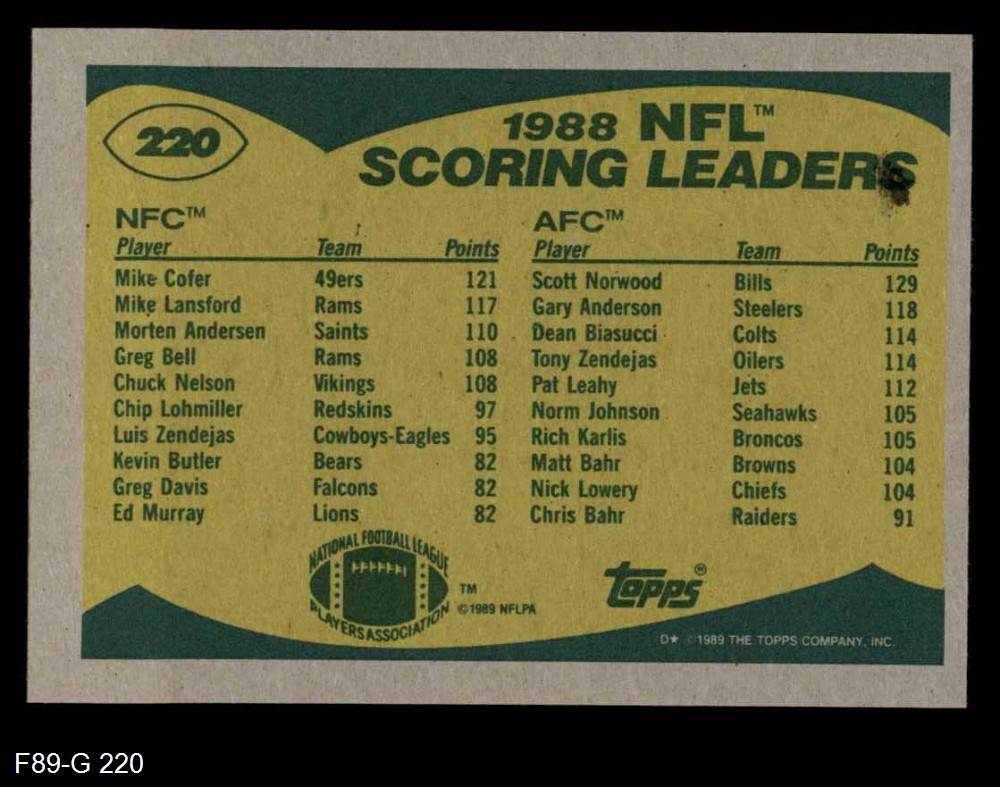 220
1988 NFL™
SCORING LEADERS
NFC™
Player Team Points
Mike Cofer 49ers 121
Mike Lansford Rams 117
Morten Andersen Saints 110
Greg Bell Rams 108
Chuck Nelson Vikings 108
Chip Lohmiller Redskins 97
Luis Zendejas Cowboys-Eagles 95
Kevin Butler Bears 82
Greg Davis Falcons 82
Ed Murray Lions 82
AFC™
Player Team Points
Scott Norwood Bills 129
Gary Anderson Steelers 118
Dean Biasucci Colts 114
Tony Zendejas Oilers 114
Pat Leahy Jets 112
Norm Johnson Seahawks 105
Rich Karlis Broncos 105
Matt Bahr Browns 104
Nick Lowery Chiefs 104
Chris Bahr Raiders 91
NATIONAL FOOTBALL LEAGUE
PLAYERS ASSOCIATION
™
©1989 NFLPA
topps®
D★ ©1989 THE TOPPS COMPANY, INC.
F89-G 220